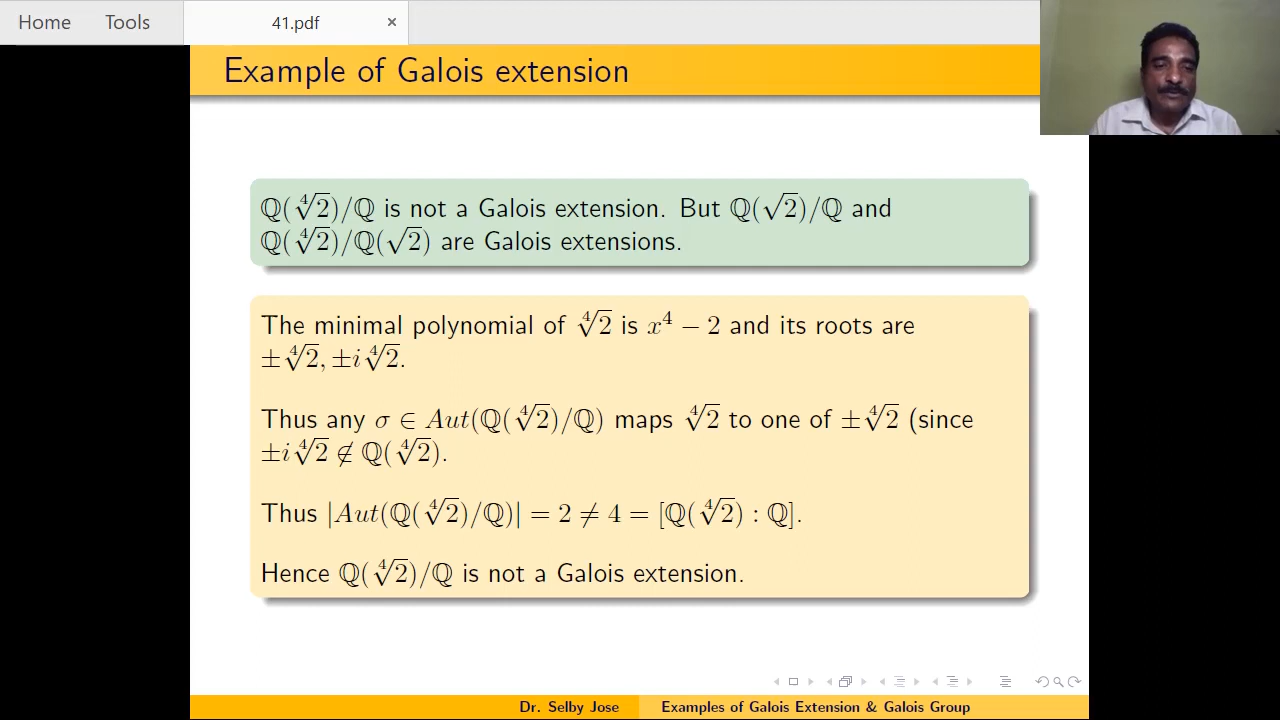 Home Tools 41.pdf ×
Example of Galois extension
ℚ(∜2)/ℚ is not a Galois extension. But ℚ(√2)/ℚ and
ℚ(∜2)/ℚ(√2) are Galois extensions.
The minimal polynomial of ∜2 is x⁴ − 2 and its roots are
±∜2, ±i∜2.
Thus any σ ∈ Aut(ℚ(∜2)/ℚ) maps ∜2 to one of ±∜2 (since
±i∜2 ∉ ℚ(∜2).
Thus |Aut(ℚ(∜2)/ℚ)| = 2 ≠ 4 = [ℚ(∜2) : ℚ].
Hence ℚ(∜2)/ℚ is not a Galois extension.
Dr. Selby Jose Examples of Galois Extension & Galois Group